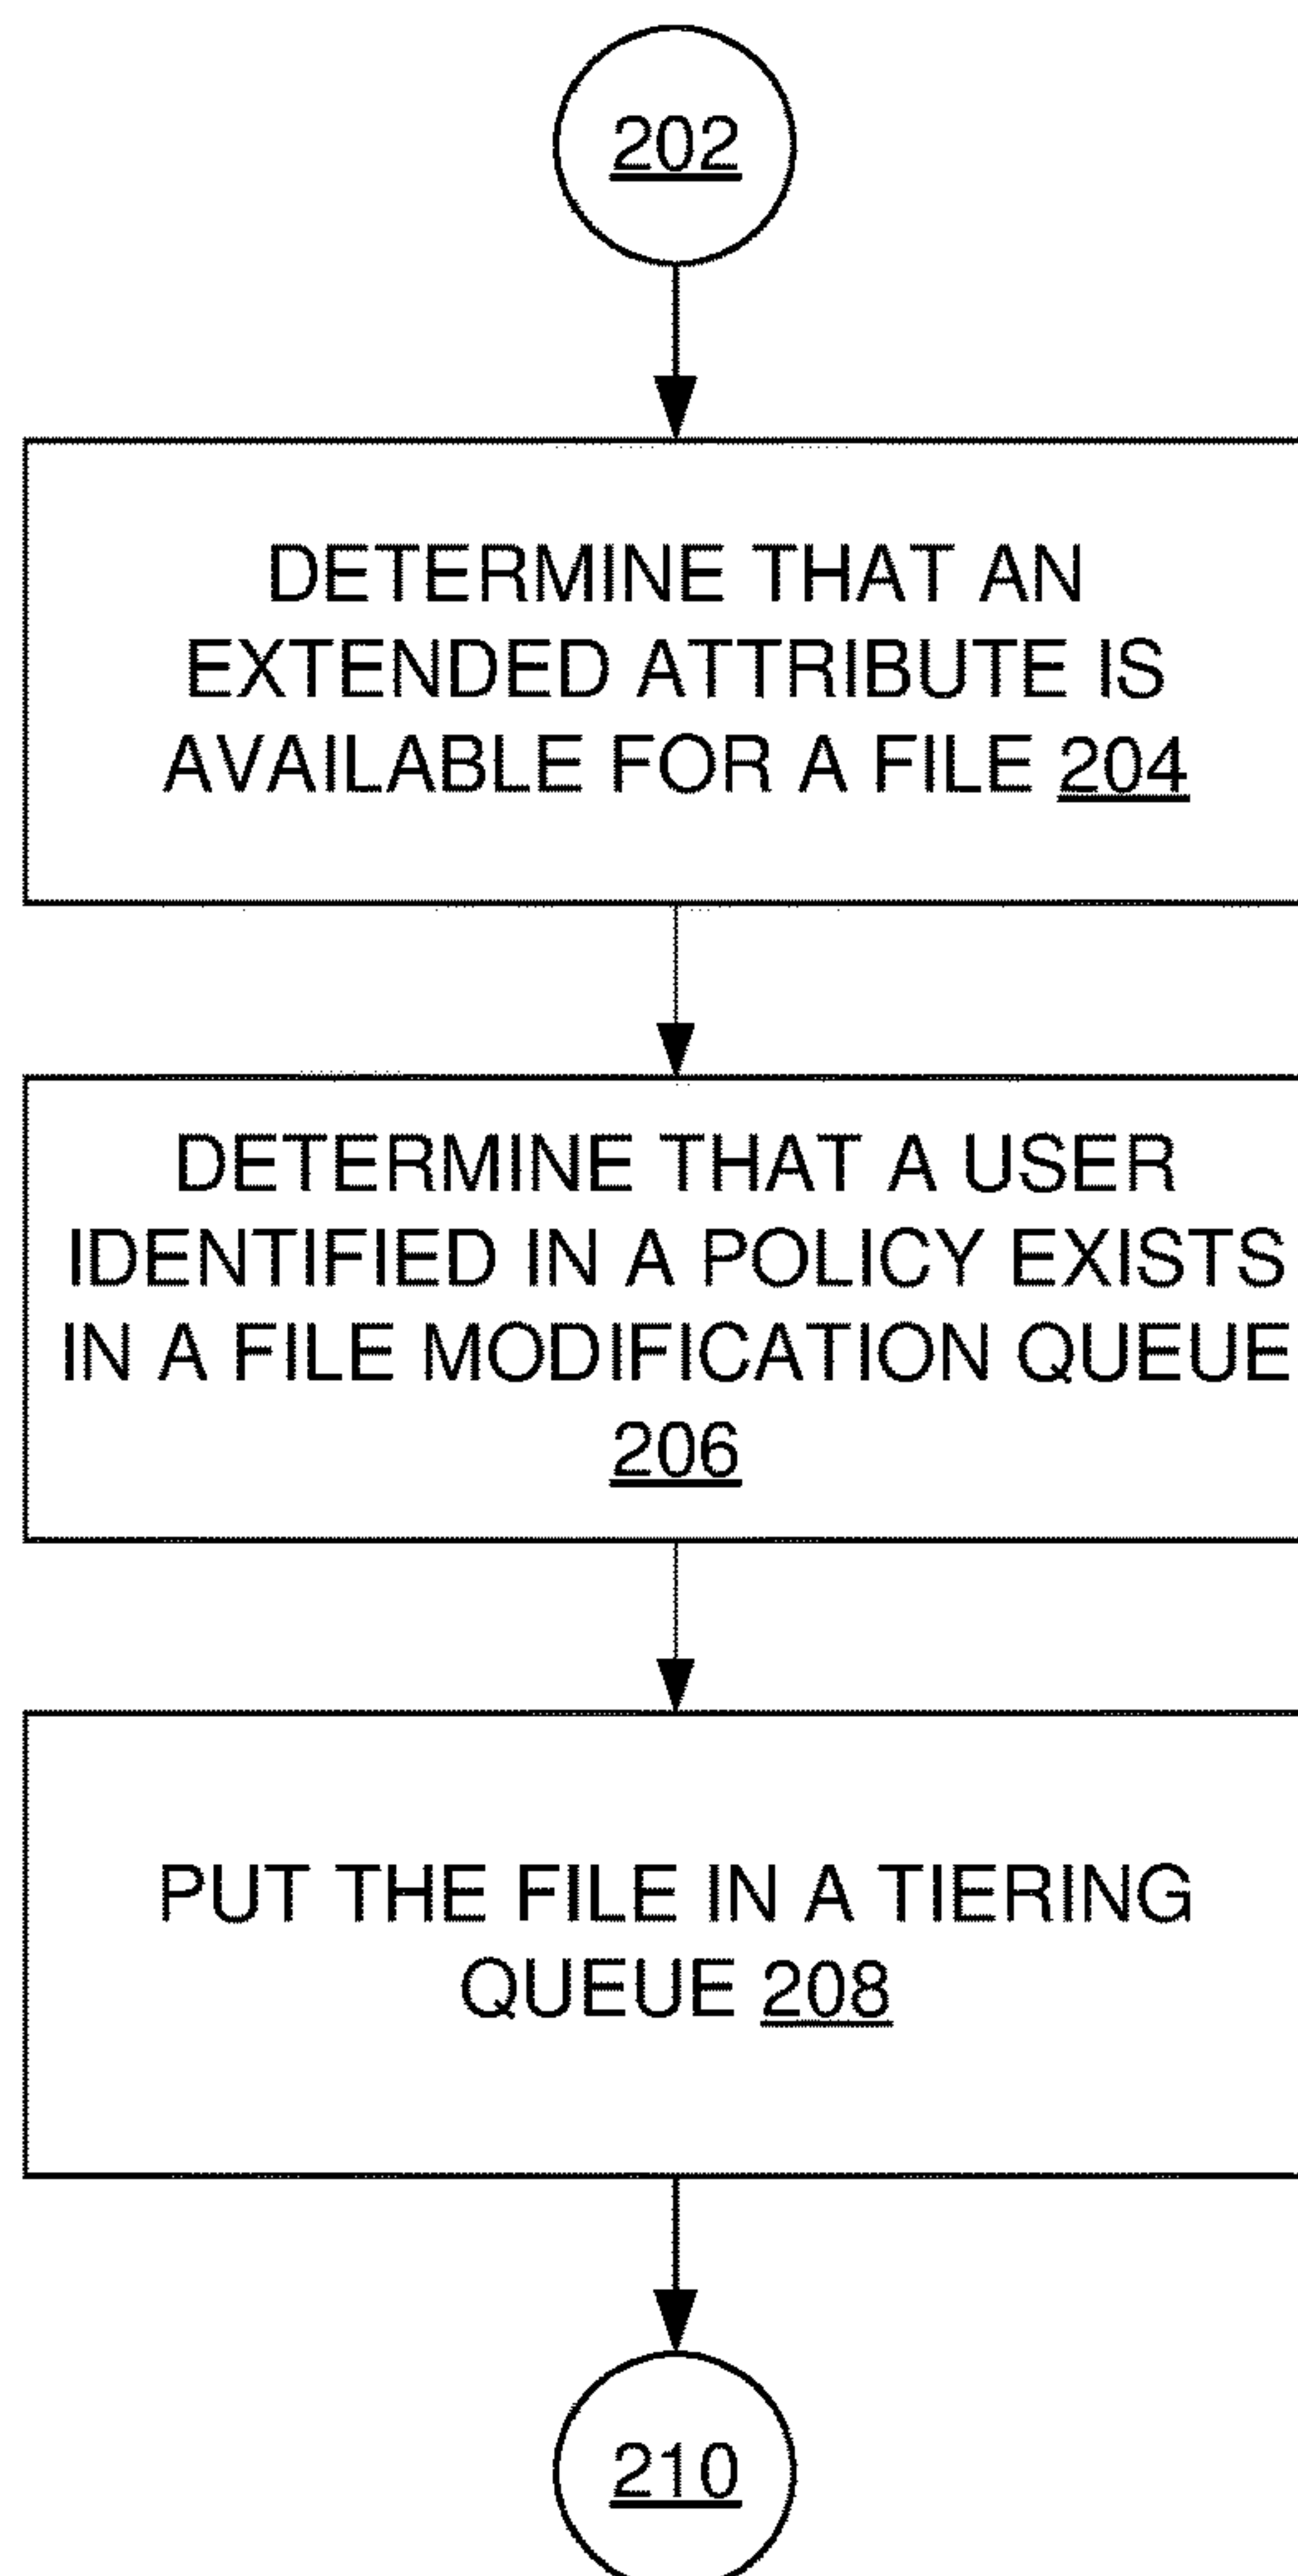 202
DETERMINE THAT AN
EXTENDED ATTRIBUTE IS
AVAILABLE FOR A FILE 204
DETERMINE THAT A USER
IDENTIFIED IN A POLICY EXISTS
IN A FILE MODIFICATION QUEUE
206
PUT THE FILE IN A TIERING
QUEUE 208
210